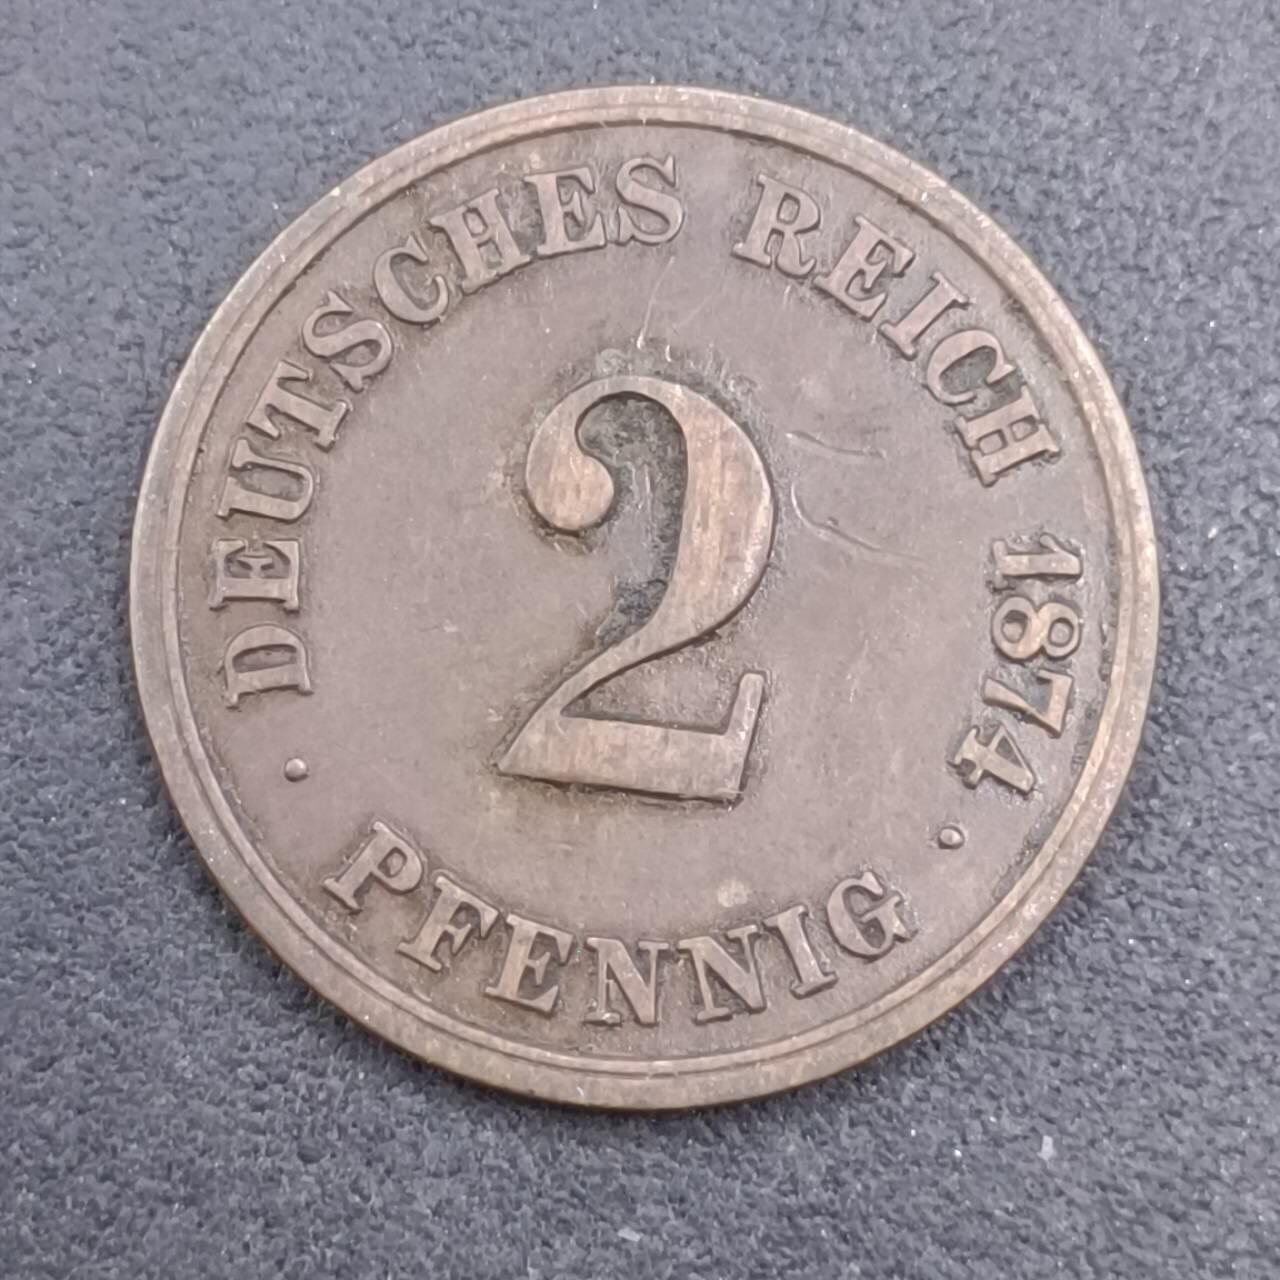 DEUTSCHES REICH 1874
2
· PFENNIG ·